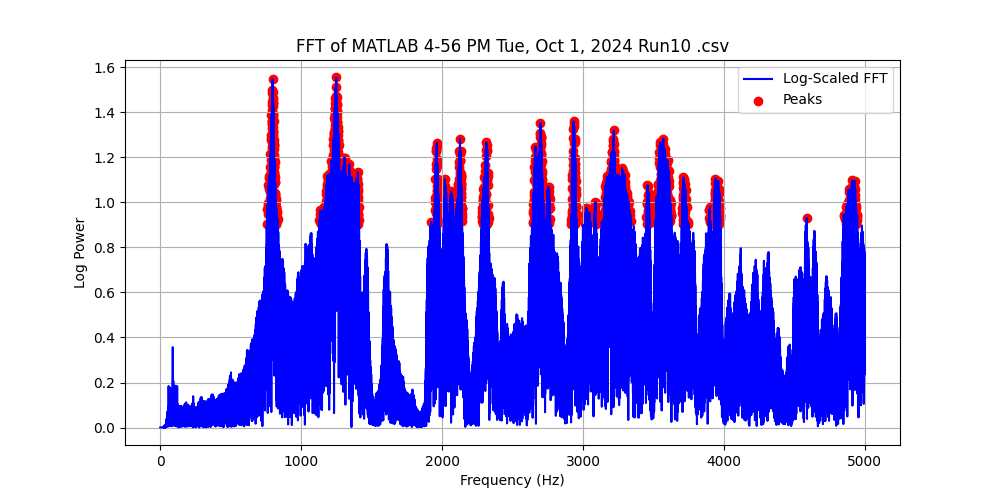 FFT of MATLAB 4-56 PM Tue, Oct 1, 2024 Run10 .csv
Log-Scaled FFT
Peaks
Log Power
1.6
1.4
1.2
1.0
0.8
0.6
0.4
0.2
0.0
0 1000 2000 3000 4000 5000
Frequency (Hz)